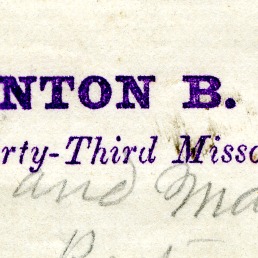 NTON B.
rty-Third Misso
and Ma